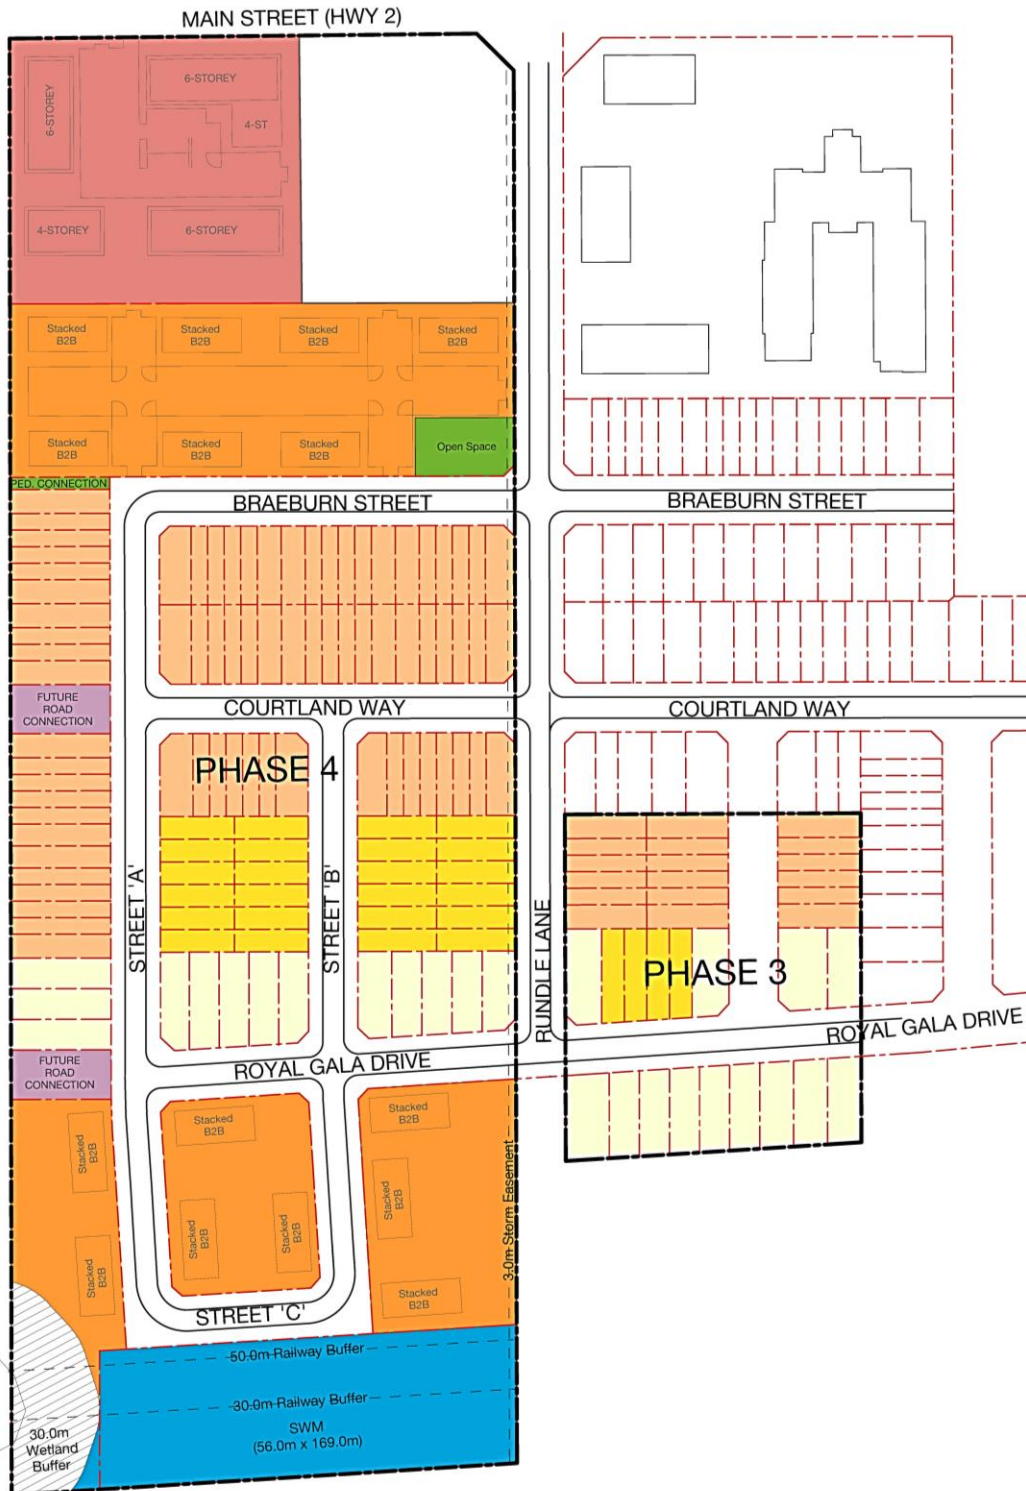 MAIN STREET (HWY 2)
6-STOREY
6-STOREY
4-ST
4-STOREY
6-STOREY
Stacked
B2B
Stacked
B2B
Stacked
B2B
Stacked
B2B
Stacked
B2B
Stacked
B2B
Stacked
B2B
Open Space
PED. CONNECTION
BRAEBURN STREET
BRAEBURN STREET
FUTURE
ROAD
CONNECTION
COURTLAND WAY
COURTLAND WAY
PHASE 4
STREET 'A'
STREET 'B'
RUNDLE LANE
PHASE 3
ROYAL GALA DRIVE
ROYAL GALA DRIVE
FUTURE
ROAD
CONNECTION
Stacked
B2B
Stacked
B2B
Stacked
B2B
Stacked
B2B
Stacked
B2B
Stacked
B2B
Stacked
B2B
Stacked
B2B
3.0m Storm Easement
STREET 'C'
50.0m Railway Buffer
30.0m Railway Buffer
SWM
(56.0m x 169.0m)
30.0m
Wetland
Buffer